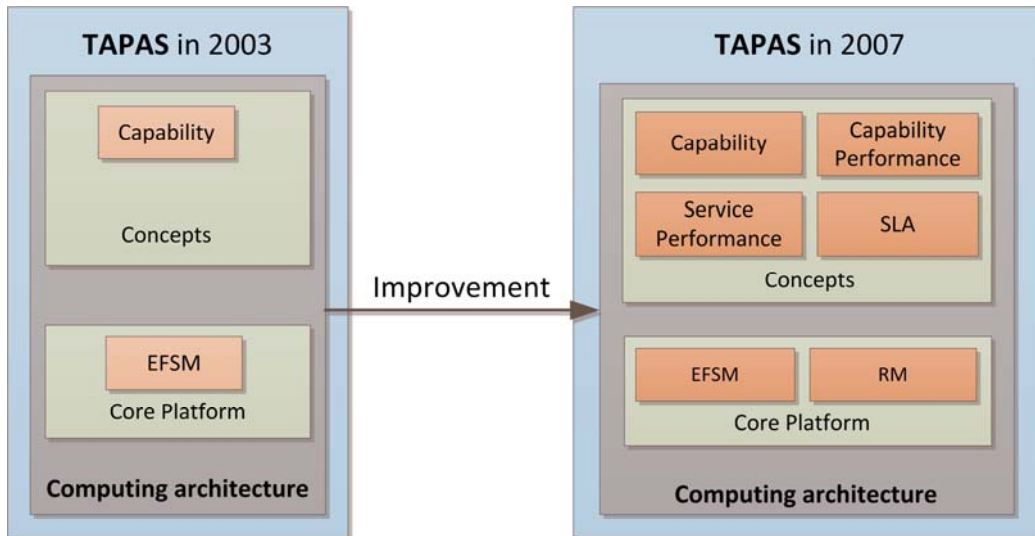 TAPAS in 2003
Capability
Concepts
EFSM
Core Platform
Computing architecture
Improvement
TAPAS in 2007
Capability
Capability
Performance
Service
Performance
SLA
Concepts
EFSM
RM
Core Platform
Computing architecture